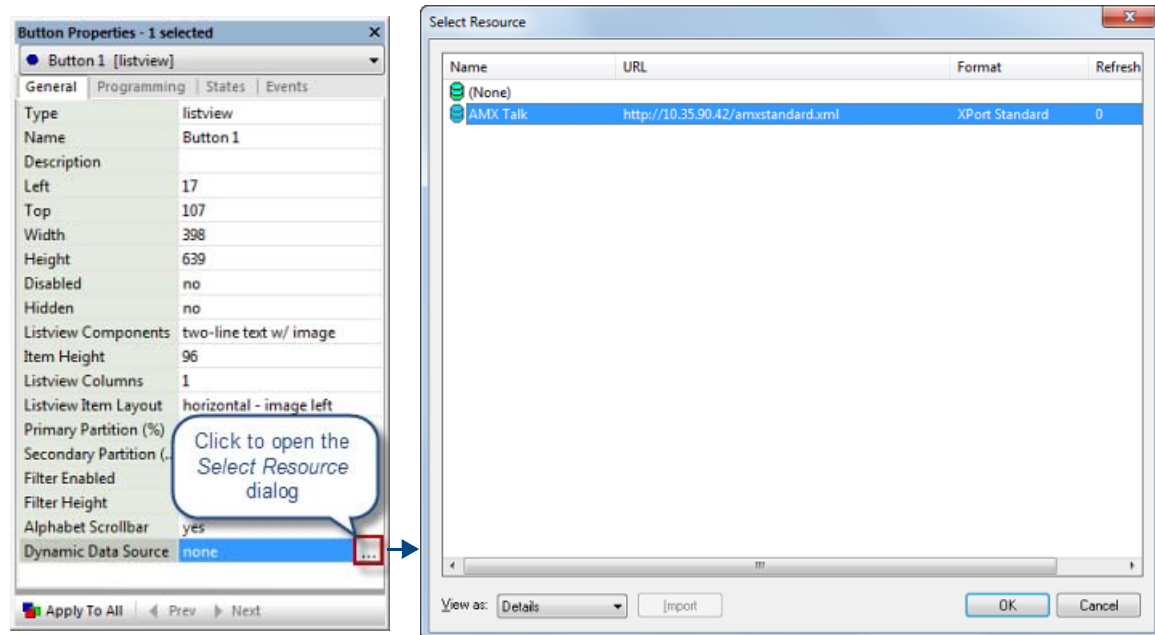 Button Properties - 1 selected
Button 1 [listview]
General Programming States Events
Type listview
Name Button 1
Description
Left 17
Top 107
Width 398
Height 639
Disabled no
Hidden no
Listview Components two-line text w/ image
Item Height 96
Listview Columns 1
Listview Item Layout horizontal - image left
Primary Partition (%)
Secondary Partition (..
Filter Enabled
Filter Height
Alphabet Scrollbar yes
Dynamic Data Source none ...
Click to open the
Select Resource
dialog
Apply To All Prev Next
Select Resource
Name URL Format Refresh
(None)
AMX Talk http://10.35.90.42/amxstandard.xml XPort Standard 0
View as: Details Import OK Cancel